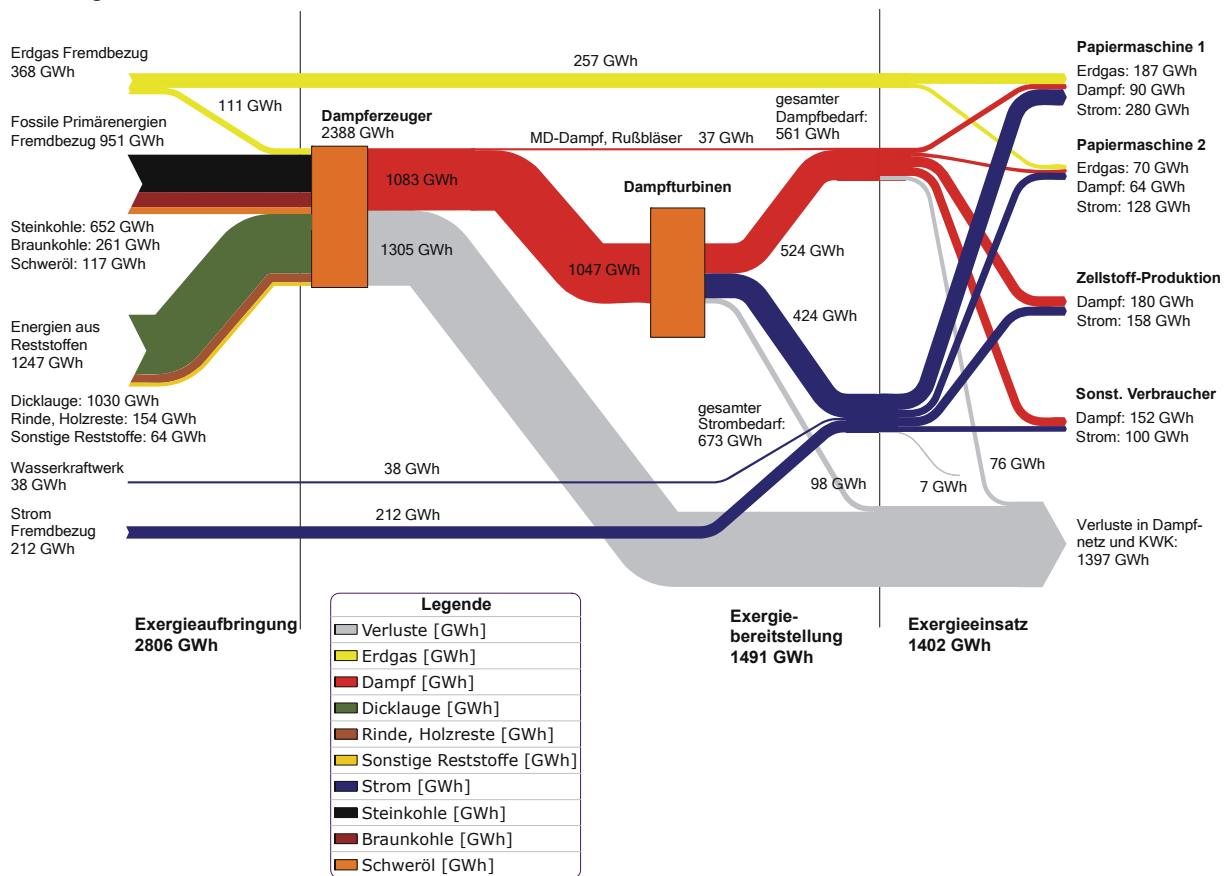 Erdgas Fremdbezug
368 GWh
257 GWh
111 GWh
Fossile Primärenergien
Fremdbezug 951 GWh
Dampferzeuger
2388 GWh
gesamter
Dampfbedarf:
561 GWh
MD-Dampf, Rußbläser
37 GWh
Papiermaschine 1
Erdgas: 187 GWh
Dampf: 90 GWh
Strom: 280 GWh
Papiermaschine 2
Erdgas: 70 GWh
Dampf: 64 GWh
Strom: 128 GWh
1083 GWh
Dampfturbinen
Steinkohle: 652 GWh
Braunkohle: 261 GWh
Schweröl: 117 GWh
1305 GWh
1047 GWh
524 GWh
Zellstoff-Produktion
Dampf: 180 GWh
Strom: 158 GWh
Energien aus
Reststoffen
1247 GWh
424 GWh
Dicklauge: 1030 GWh
Rinde, Holzreste: 154 GWh
Sonstige Reststoffe: 64 GWh
gesamter
Strombedarf:
673 GWh
Sonst. Verbraucher
Dampf: 152 GWh
Strom: 100 GWh
Wasserkraftwerk
38 GWh
38 GWh
98 GWh
7 GWh
76 GWh
Strom
Fremdbezug
212 GWh
212 GWh
Verluste in Dampf-
netz und KWK:
1397 GWh
Exergieaufbringung
2806 GWh
Exergie-
bereitstellung
1491 GWh
Exergieeinsatz
1402 GWh
Legende
Verluste [GWh]
Erdgas [GWh]
Dampf [GWh]
Dicklauge [GWh]
Rinde, Holzreste [GWh]
Sonstige Reststoffe [GWh]
Strom [GWh]
Steinkohle [GWh]
Braunkohle [GWh]
Schweröl [GWh]